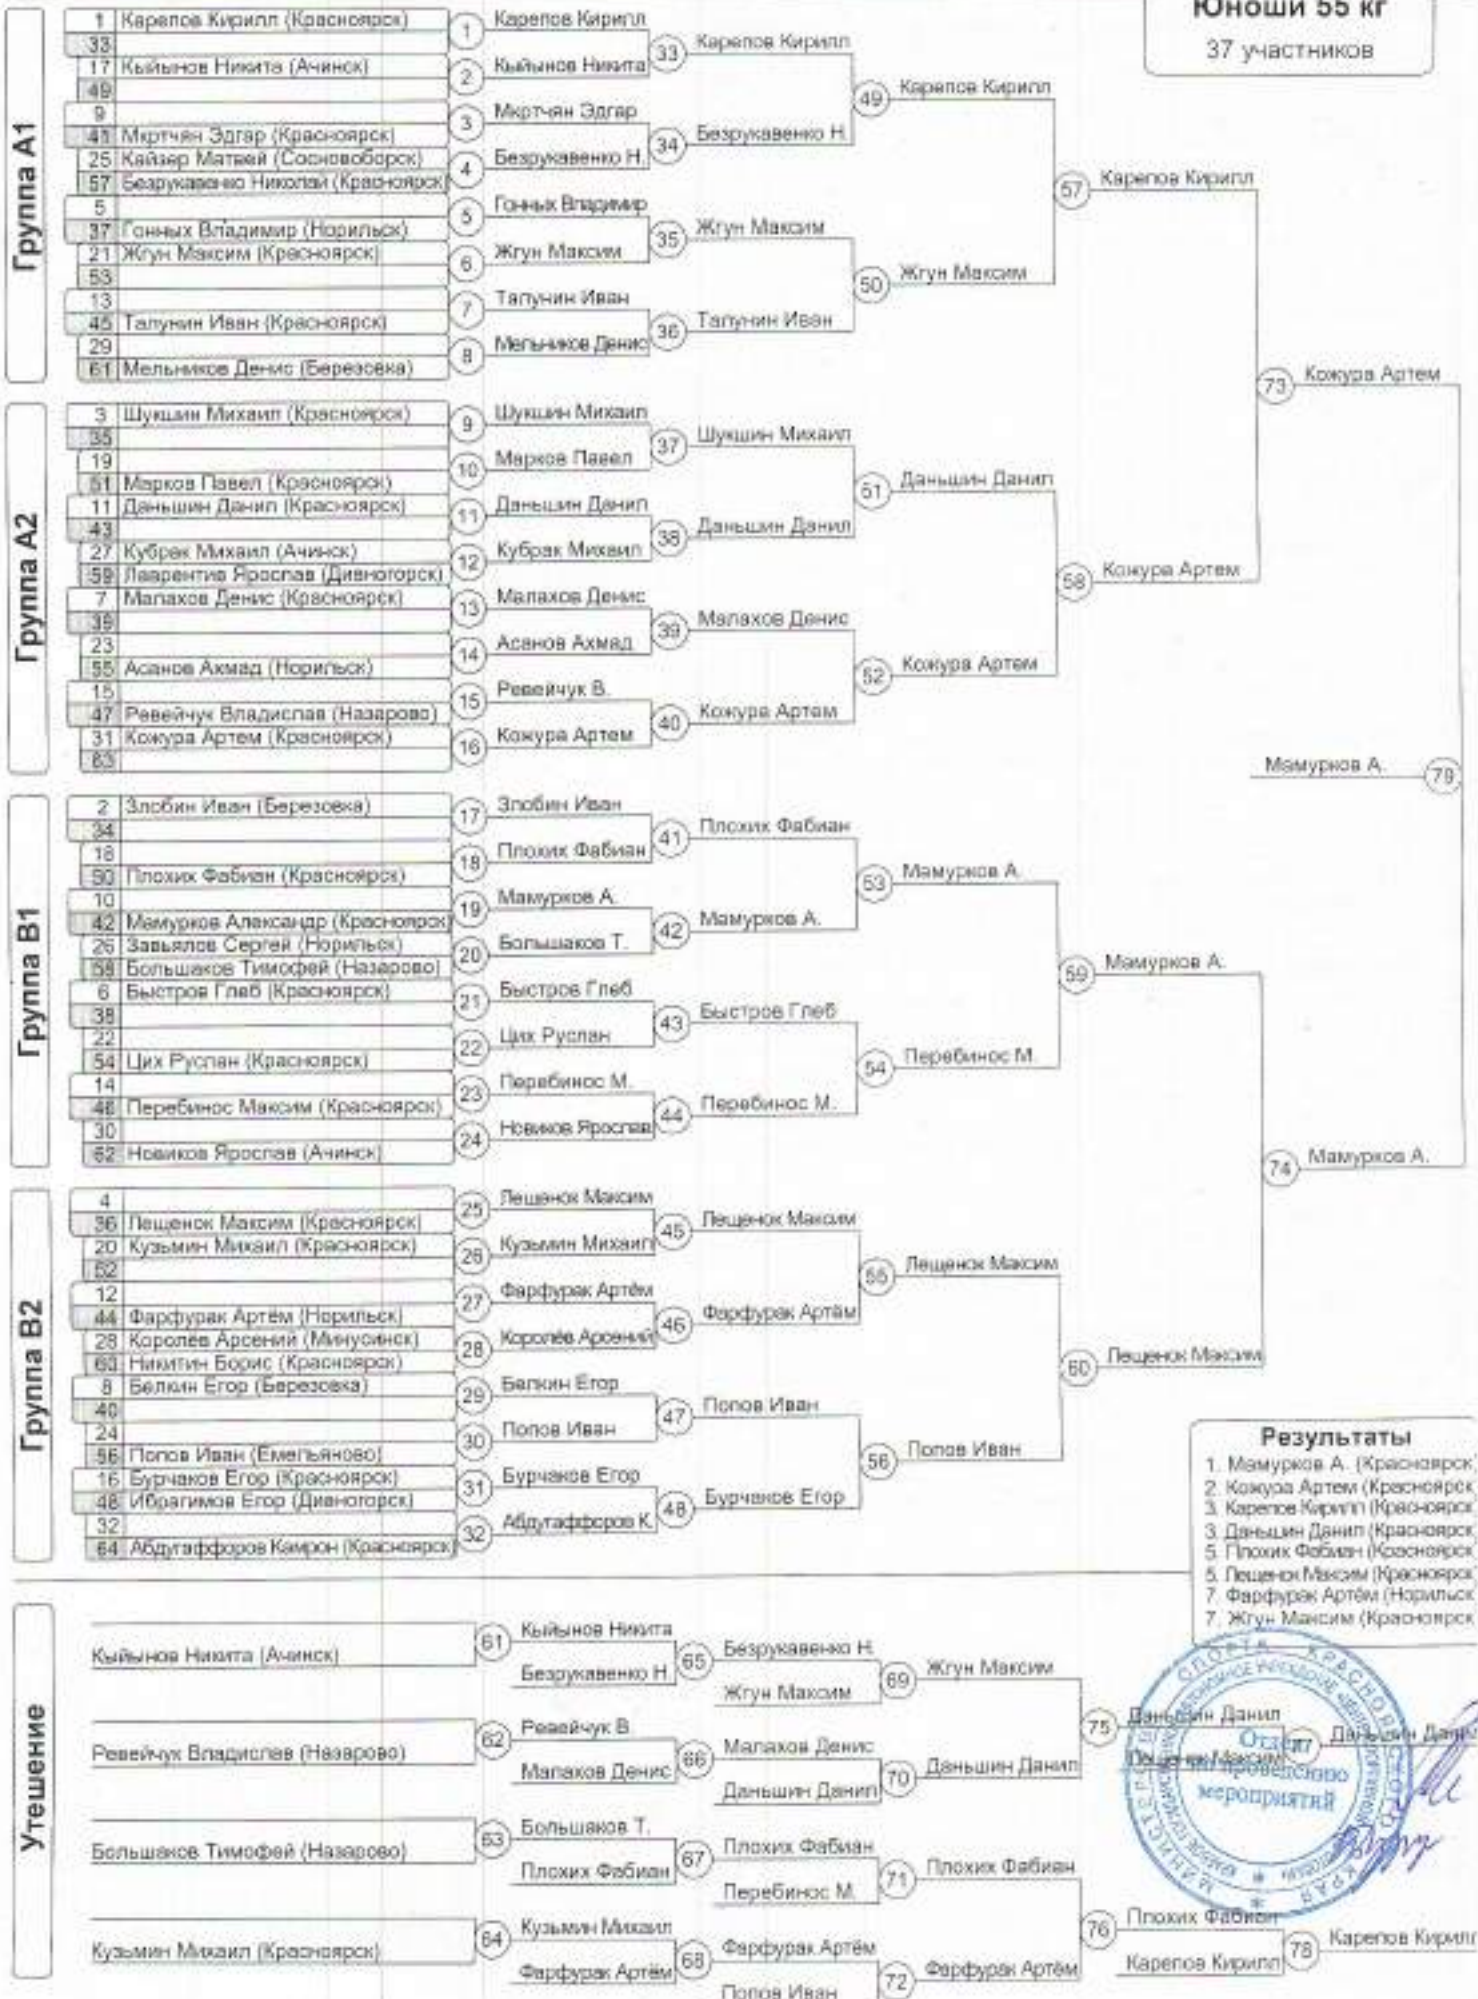 Юноши 55 кг
37 участников
Группа А1
1 Карепов Кирилл (Красноярск)
33
17 Кыйынов Никита (Ачинск)
49
9
41 Мкртчян Эдгар (Красноярск)
25 Кайзер Матвей (Сосновоборск)
57 Безрукавенко Николай (Красноярск)
5
37 Гонных Владимир (Норильск)
21 Жгун Максим (Красноярск)
53
13
45 Талунин Иван (Красноярск)
29
61 Мельников Денис (Березовка)
1 Карепов Кирилл
2 Кыйынов Никита
3 Мкртчян Эдгар
4 Безрукавенко Н.
5 Гонных Владимир
6 Жгун Максим
7 Талунин Иван
8 Мельников Денис
33 Карепов Кирилл
34 Безрукавенко Н.
35 Жгун Максим
36 Талунин Иван
49 Карепов Кирилл
50 Жгун Максим
57 Карепов Кирилл
Группа А2
3 Шукшин Михаил (Красноярск)
35
19
51 Марков Павел (Красноярск)
11 Даньшин Данил (Красноярск)
43
27 Кубрак Михаил (Ачинск)
59 Лаврентив Ярослав (Дивногорск)
7 Малахов Денис (Красноярск)
39
23
55 Асанов Ахмад (Норильск)
15
47 Ревейчук Владислав (Назарово)
31 Кожура Артем (Красноярск)
63
9 Шукшин Михаил
10 Марков Павел
11 Даньшин Данил
12 Кубрак Михаил
13 Малахов Денис
14 Асанов Ахмад
15 Ревейчук В.
16 Кожура Артем
37 Шукшин Михаил
38 Даньшин Данил
39 Малахов Денис
40 Кожура Артем
51 Даньшин Данил
52 Кожура Артем
58 Кожура Артем
73 Кожура Артем
Мамурков А. 79
Группа В1
2 Злобин Иван (Березовка)
34
18
50 Плохих Фабиан (Красноярск)
10
42 Мамурков Александр (Красноярск)
26 Завьялов Сергей (Норильск)
58 Большаков Тимофей (Назарово)
6 Быстров Глеб (Красноярск)
38
22
54 Цих Руслан (Красноярск)
14
46 Перебинос Максим (Красноярск)
30
62 Новиков Ярослав (Ачинск)
17 Злобин Иван
18 Плохих Фабиан
19 Мамурков А.
20 Большаков Т.
21 Быстров Глеб
22 Цих Руслан
23 Перебинос М.
24 Новиков Ярослав
41 Плохих Фабиан
42 Мамурков А.
43 Быстров Глеб
44 Перебинос М.
53 Мамурков А.
54 Перебинос М.
59 Мамурков А.
74 Мамурков А.
Группа В2
4
36 Лещенок Максим (Красноярск)
20 Кузьмин Михаил (Красноярск)
52
12
44 Фарфурак Артём (Норильск)
28 Королёв Арсений (Минусинск)
60 Никитин Борис (Красноярск)
8 Белкин Егор (Березовка)
40
24
56 Попов Иван (Емельяново)
16 Бурчаков Егор (Красноярск)
48 Ибрагимов Егор (Дивногорск)
32
64 Абдугаффоров Камрон (Красноярск)
25 Лещенок Максим
26 Кузьмин Михаил
27 Фарфурак Артём
28 Королёв Арсений
29 Белкин Егор
30 Попов Иван
31 Бурчаков Егор
32 Абдугаффоров К.
45 Лещенок Максим
46 Фарфурак Артём
47 Попов Иван
48 Бурчаков Егор
55 Лещенок Максим
56 Попов Иван
60 Лещенок Максим
Результаты
1. Мамурков А. (Красноярск)
2. Кожура Артем (Красноярск
3. Карепов Кирилл (Красноярск
3. Даньшин Данил (Красноярск
5. Плохих Фабиан (Красноярск
5. Лещенок Максим (Красноярск
7. Фарфурак Артём (Норильск
7. Жгун Максим (Красноярск
Утешение
Кыйынов Никита (Ачинск)
Ревейчук Владислав (Назарово)
Большаков Тимофей (Назарово)
Кузьмин Михаил (Красноярск)
61 Кыйынов Никита
Безрукавенко Н.
62 Ревейчук В.
Малахов Денис
63 Большаков Т.
Плохих Фабиан
64 Кузьмин Михаил
Фарфурак Артём
65 Безрукавенко Н.
Жгун Максим
66 Малахов Денис
Даньшин Данил
67 Плохих Фабиан
Перебинос М.
68 Фарфурак Артём
Попов Иван
69 Жгун Максим
70 Даньшин Данил
71 Плохих Фабиан
72 Фарфурак Артём
75 Даньшин Данил
Лещенок Максим
76 Плохих Фабиан
Карепов Кирилл
Даньшин Данил
78 Карепов Кирилл
Отдел
по проведению
мероприятий